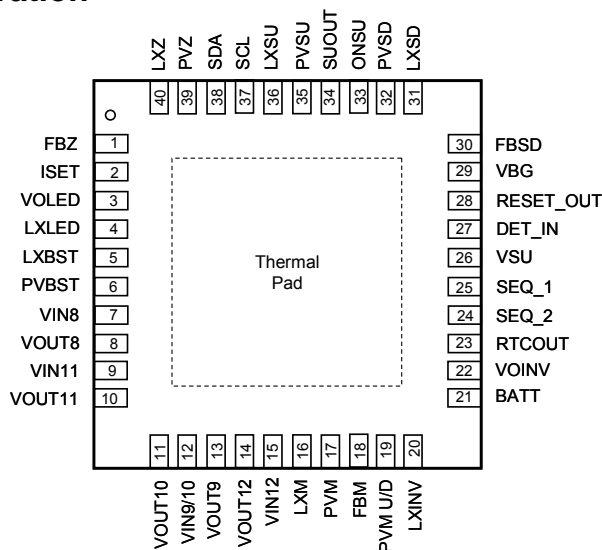 LXZ
PVZ
SDA
SCL
LXSU
PVSU
SUOUT
ONSU
PVSD
LXSD
40
39
38
37
36
35
34
33
32
31
FBZ 1
ISET 2
VOLED 3
LXLED 4
LXBST 5
PVBST 6
VIN8 7
VOUT8 8
VIN11 9
VOUT11 10
Thermal
Pad
30 FBSD
29 VBG
28 RESET_OUT
27 DET_IN
26 VSU
25 SEQ_1
24 SEQ_2
23 RTCOUT
22 VOINV
21 BATT
11
12
13
14
15
16
17
18
19
20
VOUT10
VIN9/10
VOUT9
VOUT12
VIN12
LXM
PVM
FBM
PVM U/D
LXINV